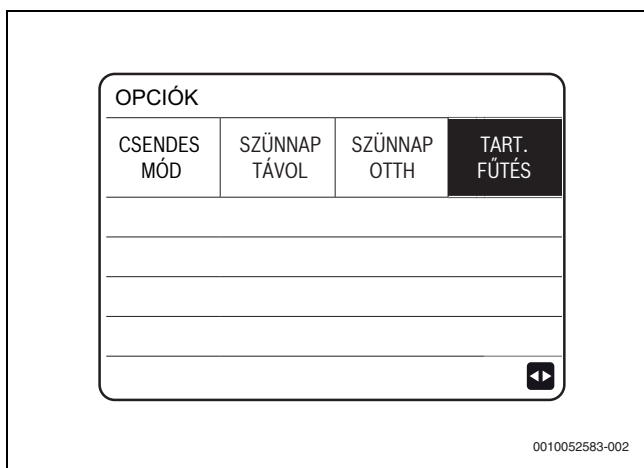 OPCIÓK
CSENDES MÓD
SZÜNNAP TÁVOL
SZÜNNAP OTTH
TART. FŰTÉS
0010052583-002